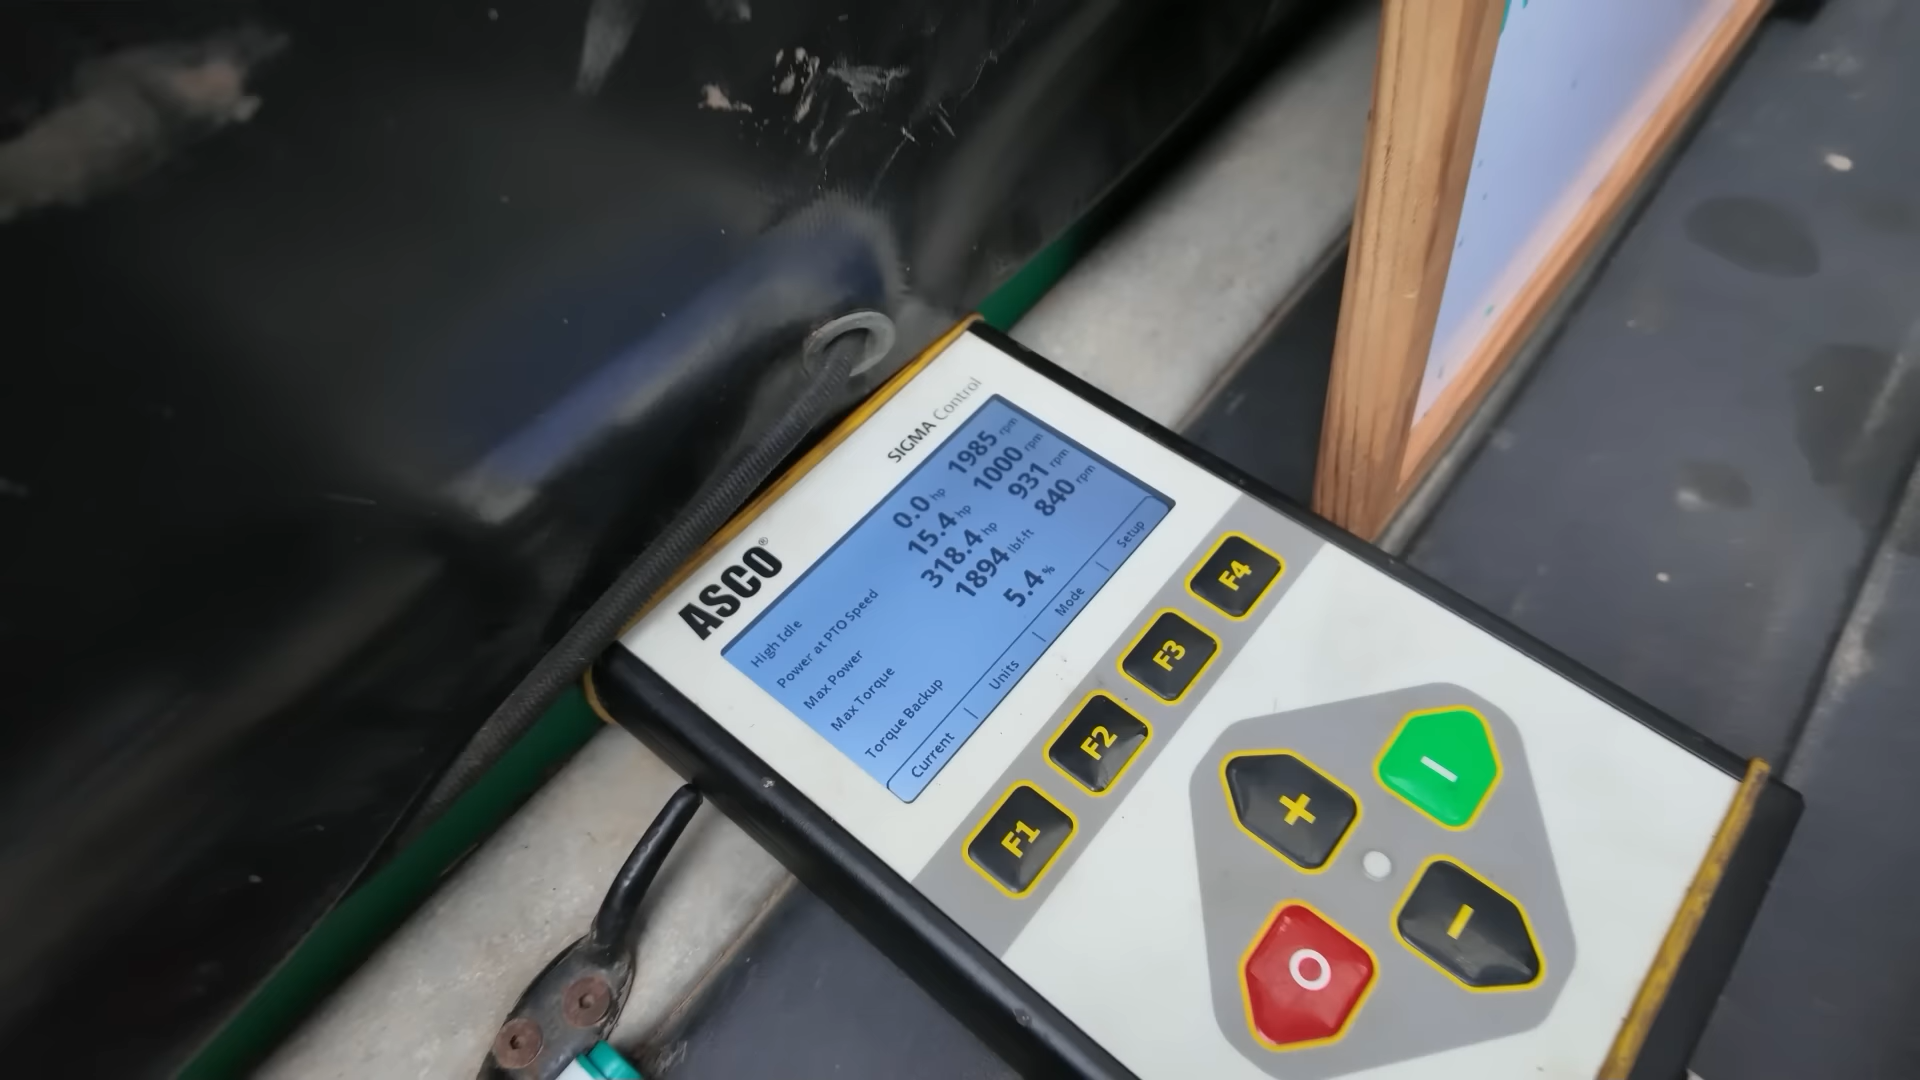 ASCO®
SIGMA Control
High Idle 0.0 hp 1985 rpm
Power at PTO Speed 15.4 hp 1000 rpm
Max Power 318.4 hp 931 rpm
Max Torque 1894 lbf-ft 840 rpm
Torque Backup 5.4 %
Current | Units | Mode | Setup
F1 F2 F3 F4
+
-